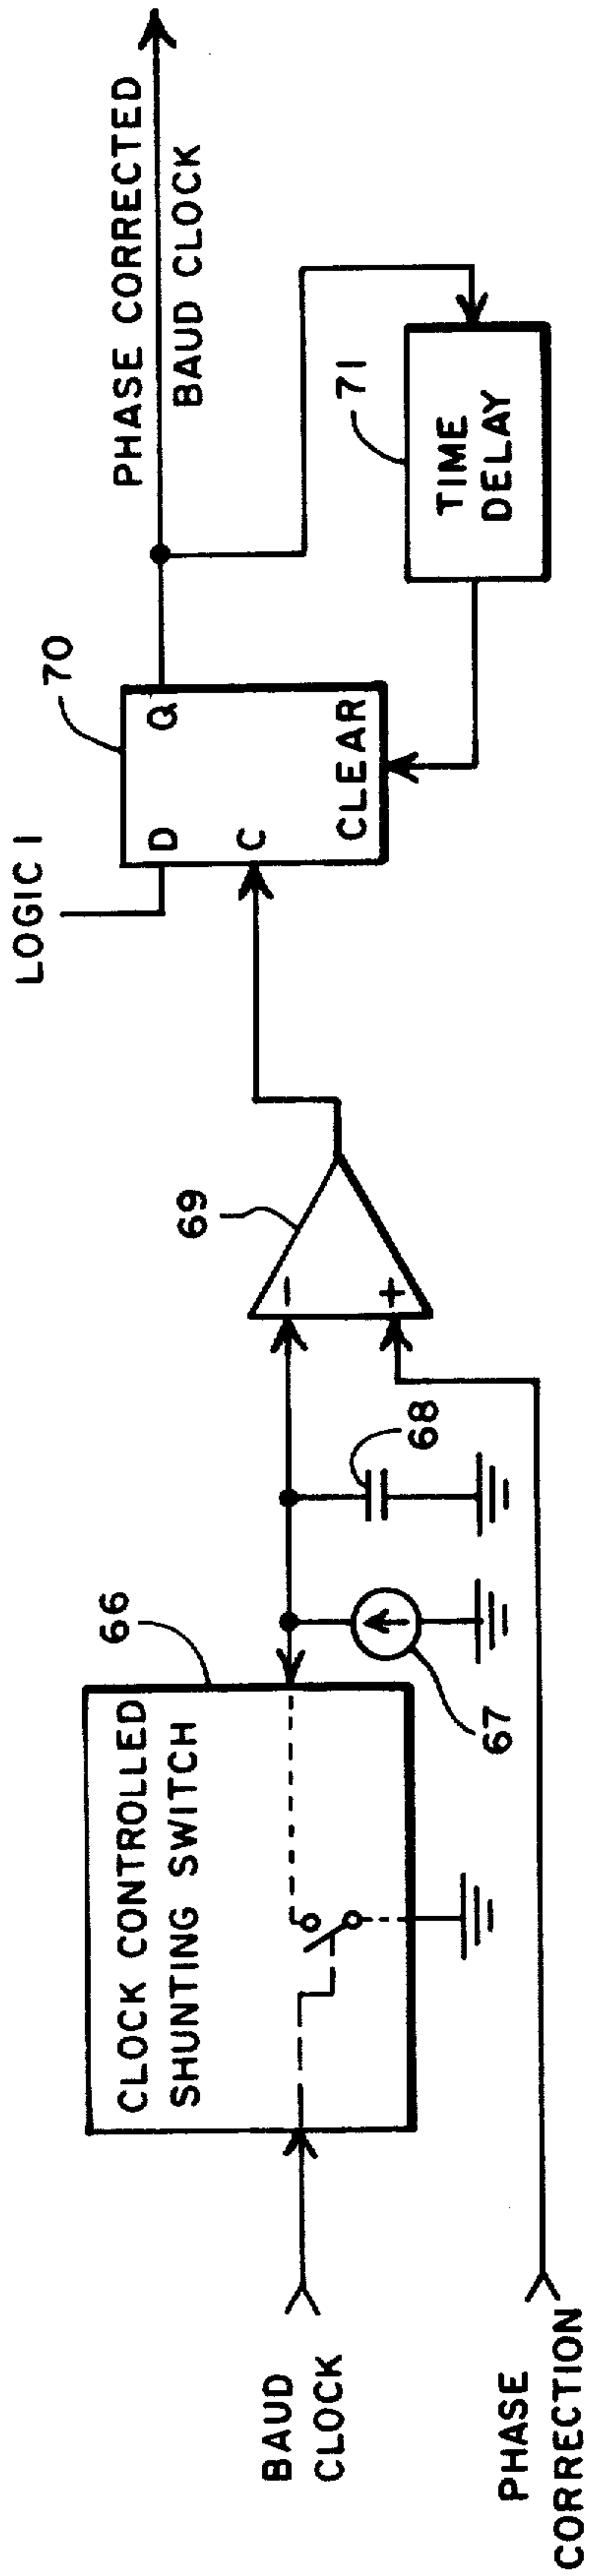 BAUD
CLOCK
PHASE
CORRECTION
CLOCK CONTROLLED
SHUNTING SWITCH
66
67
68
−
+
69
LOGIC 1
D
C
Q
CLEAR
70
TIME
DELAY
71
PHASE CORRECTED
BAUD CLOCK